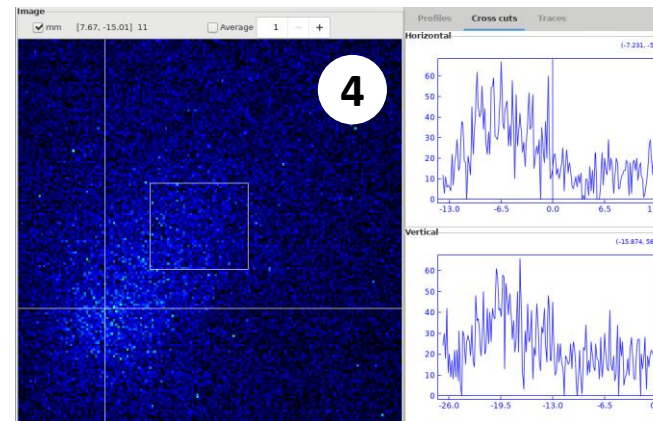 Image
mm [7.67, -15.01] 11 Average 1 − +
4
Profiles Cross cuts Traces
Horizontal
(-7.231, -5
60
50
40
30
20
10
0
-13.0 -6.5 0.0 6.5 1
Vertical
(-15.874, 58
60
50
40
30
20
10
0
-26.0 -19.5 -13.0 -6.5 0